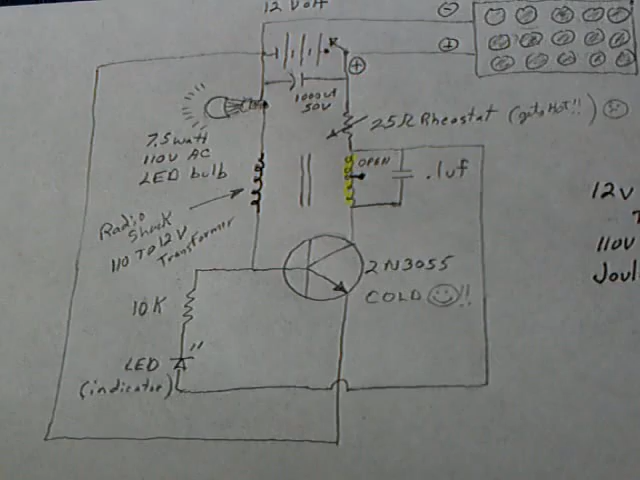 12 Volt
1000uf
50V
25Ω Rheostat (gets HOT!!)
7.5watt
110V AC
LED bulb
OPEN
.1uf
Radio
Shack
110 TO 12V
Transformer
2N3055
COLD !!
10K
LED
(indicator)
12V
110V
Joul